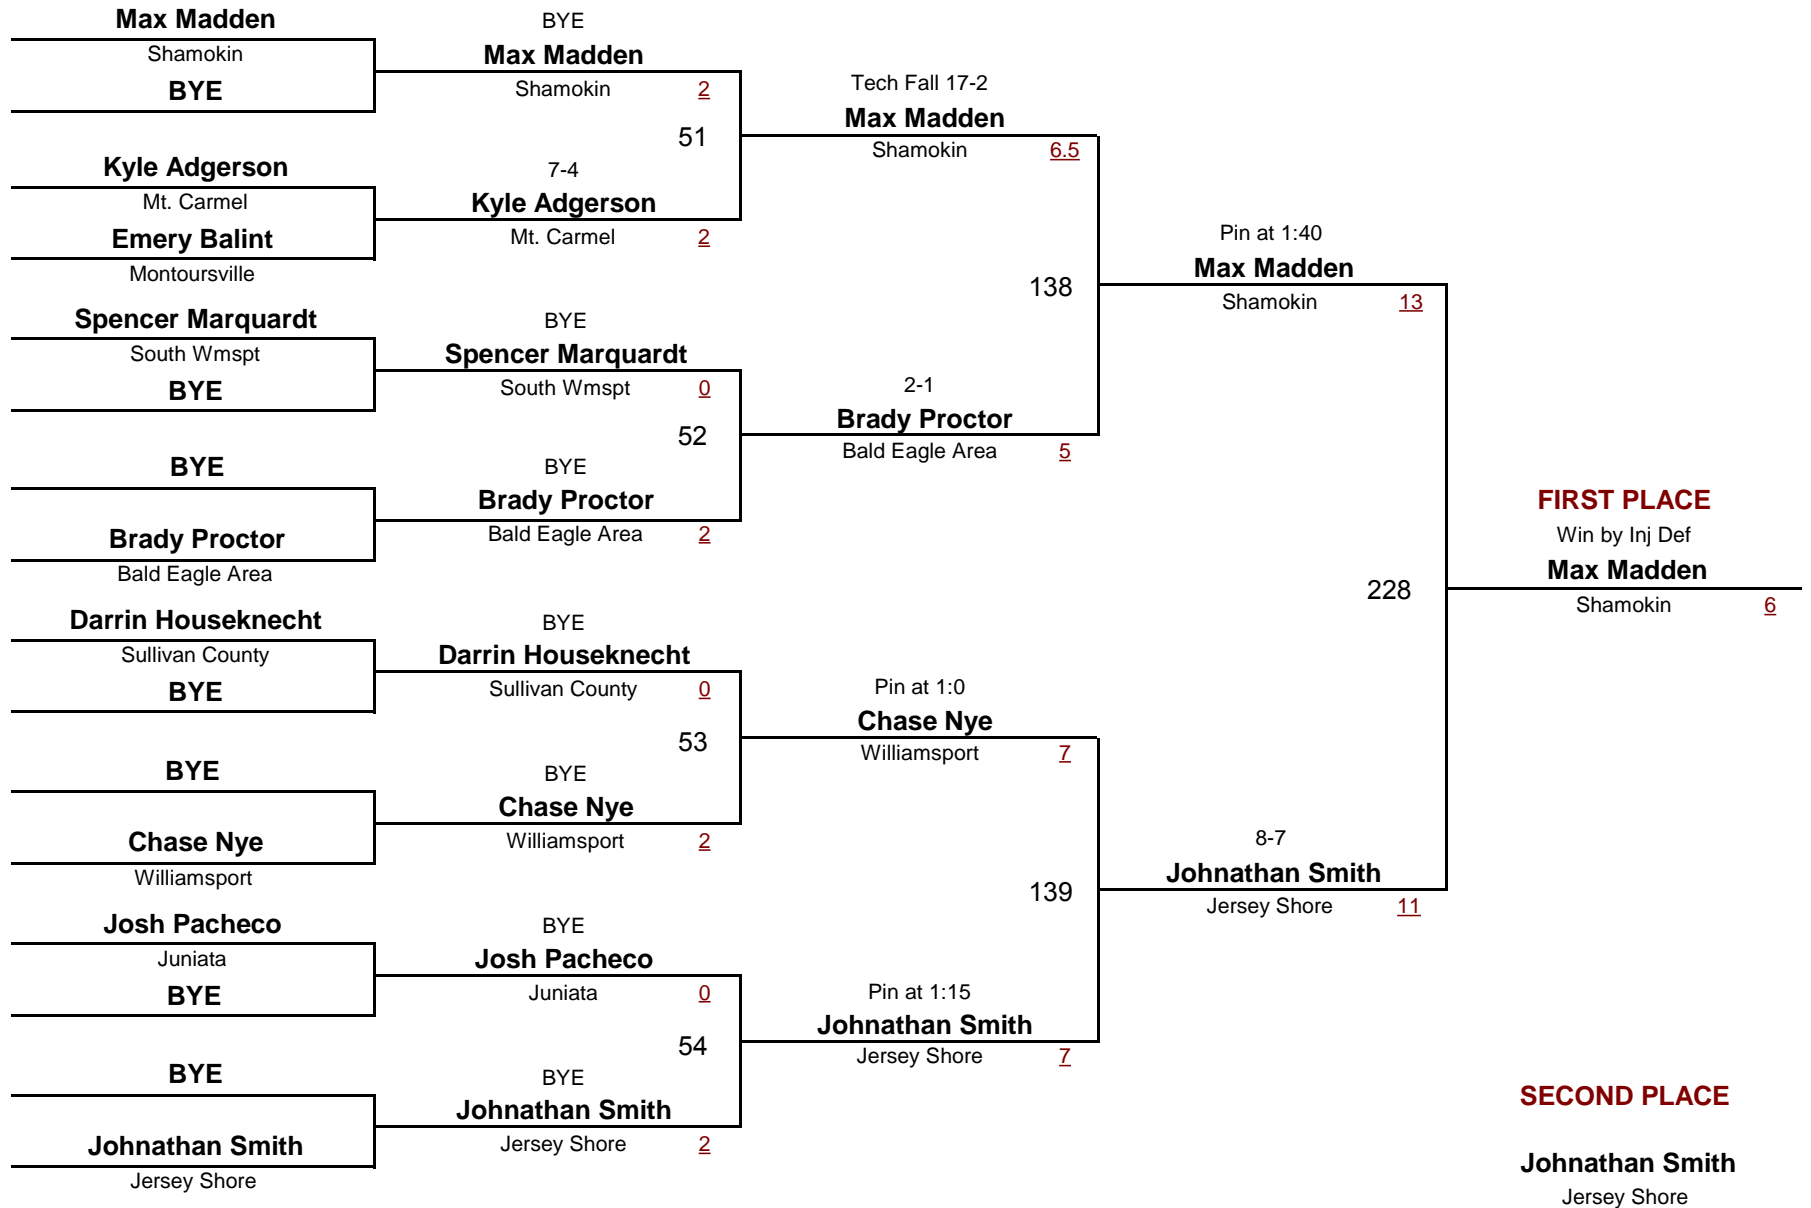 Max Madden
Shamokin
BYE
Kyle Adgerson
Mt. Carmel
Emery Balint
Montoursville
Spencer Marquardt
South Wmspt
BYE
BYE
Brady Proctor
Bald Eagle Area
Darrin Houseknecht
Sullivan County
BYE
BYE
Chase Nye
Williamsport
Josh Pacheco
Juniata
BYE
BYE
Johnathan Smith
Jersey Shore
BYE
Max Madden
Shamokin 2
51
7-4
Kyle Adgerson
Mt. Carmel 2
BYE
Spencer Marquardt
South Wmspt 0
52
BYE
Brady Proctor
Bald Eagle Area 2
BYE
Darrin Houseknecht
Sullivan County 0
53
BYE
Chase Nye
Williamsport 2
BYE
Josh Pacheco
Juniata 0
54
BYE
Johnathan Smith
Jersey Shore 2
Tech Fall 17-2
Max Madden
Shamokin 6.5
138
2-1
Brady Proctor
Bald Eagle Area 5
Pin at 1:0
Chase Nye
Williamsport 7
139
Pin at 1:15
Johnathan Smith
Jersey Shore 7
Pin at 1:40
Max Madden
Shamokin 13
228
8-7
Johnathan Smith
Jersey Shore 11
FIRST PLACE
Win by Inj Def
Max Madden
Shamokin 6
SECOND PLACE
Johnathan Smith
Jersey Shore